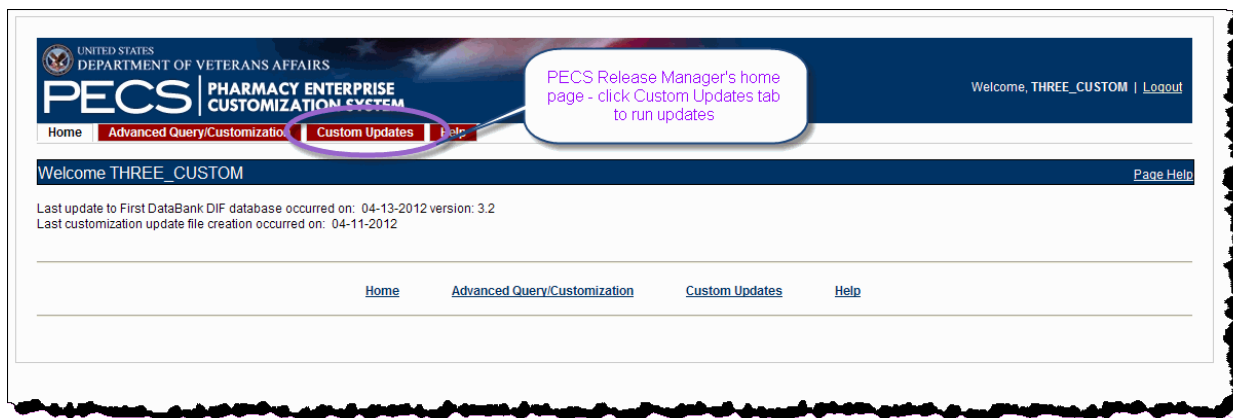 UNITED STATES
DEPARTMENT OF VETERANS AFFAIRS
PECS PHARMACY ENTERPRISE
CUSTOMIZATION SYSTEM
PECS Release Manager's home
page - click Custom Updates tab
to run updates
Welcome, THREE_CUSTOM | Logout
Home Advanced Query/Customization Custom Updates Help
Welcome THREE_CUSTOM Page Help
Last update to First DataBank DIF database occurred on: 04-13-2012 version: 3.2
Last customization update file creation occurred on: 04-11-2012
Home Advanced Query/Customization Custom Updates Help